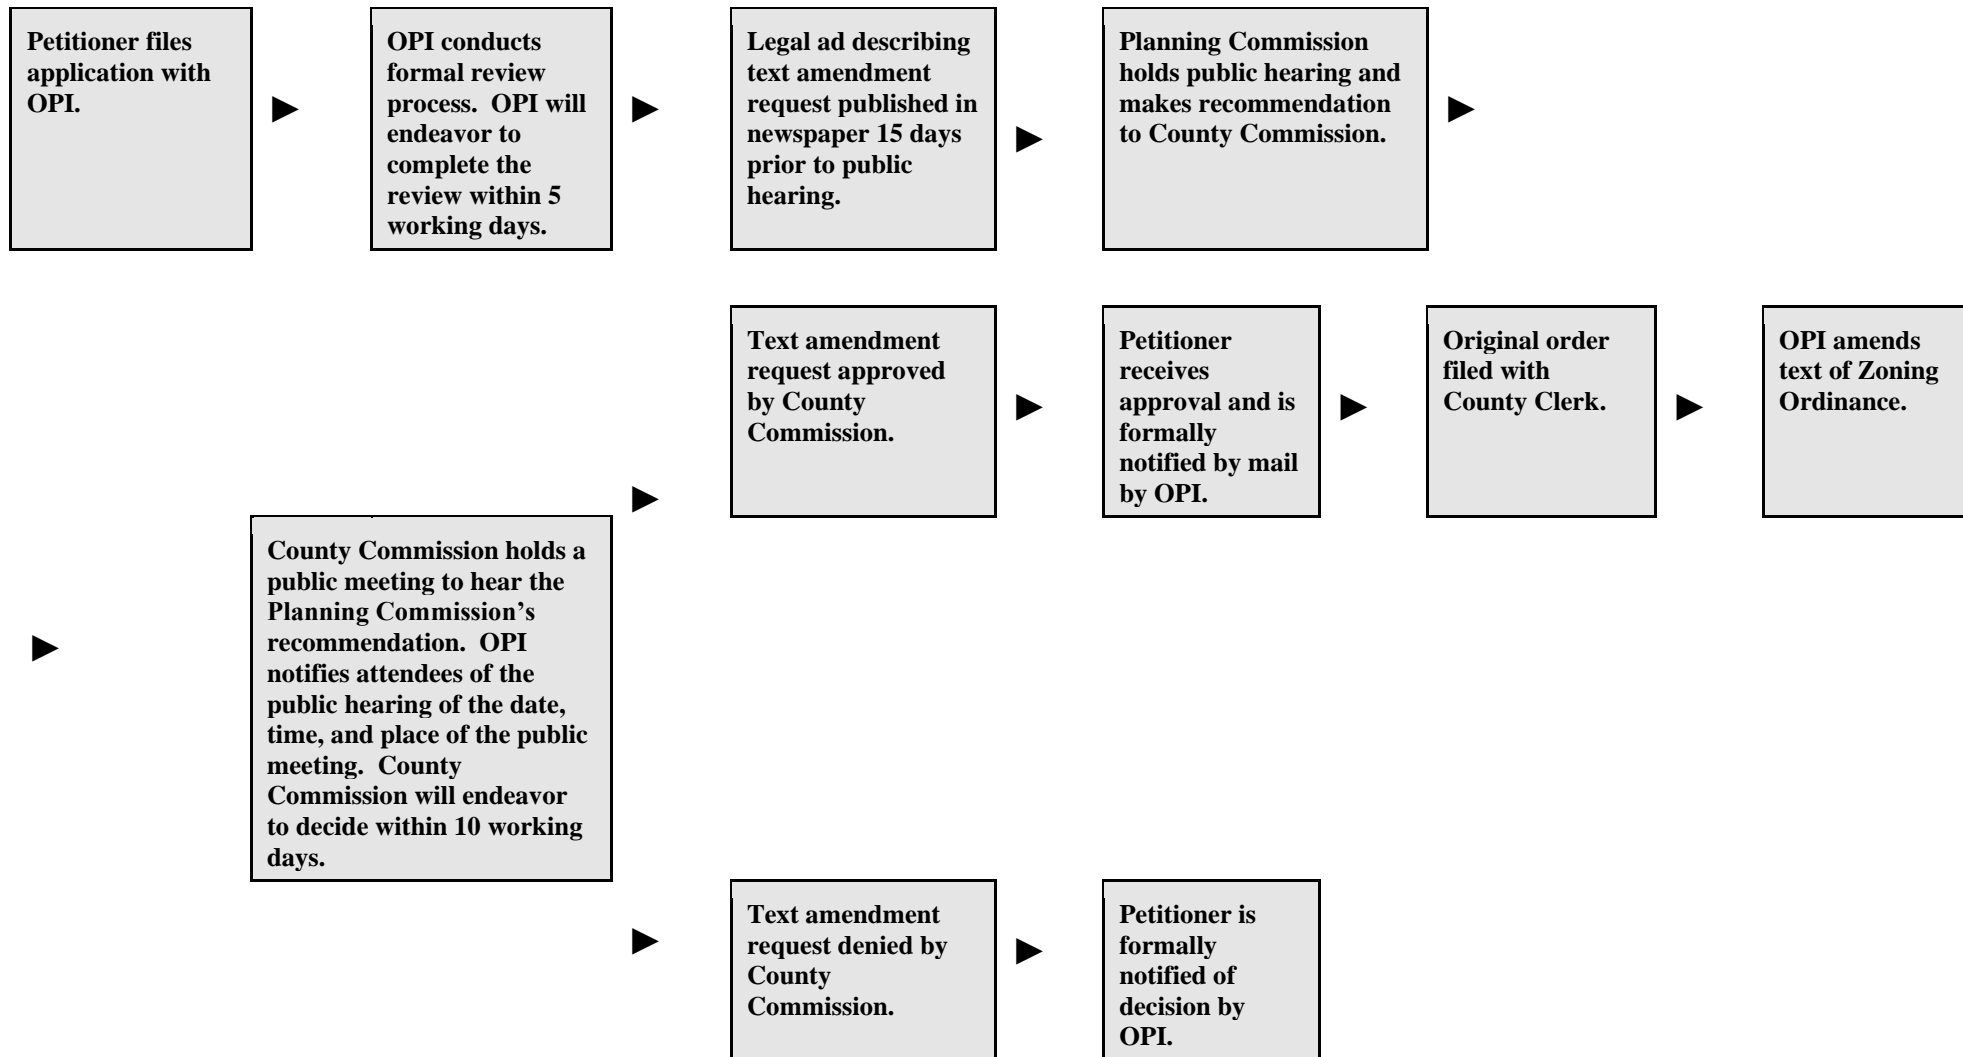 Petitioner files
application with
OPI.
OPI conducts
formal review
process.  OPI will
endeavor to
complete the
review within 5
working days.
Legal ad describing
text amendment
request published in
newspaper 15 days
prior to public
hearing.
Planning Commission
holds public hearing and
makes recommendation
to County Commission.
County Commission holds a
public meeting to hear the
Planning Commission’s
recommendation.  OPI
notifies attendees of the
public hearing of the date,
time, and place of the public
meeting.  County
Commission will endeavor
to decide within 10 working
days.
Text amendment
request approved
by County
Commission.
Petitioner
receives
approval and is
formally
notified by mail
by OPI.
Original order
filed with
County Clerk.
OPI amends
text of Zoning
Ordinance.
Text amendment
request denied by
County
Commission.
Petitioner is
formally
notified of
decision by
OPI.